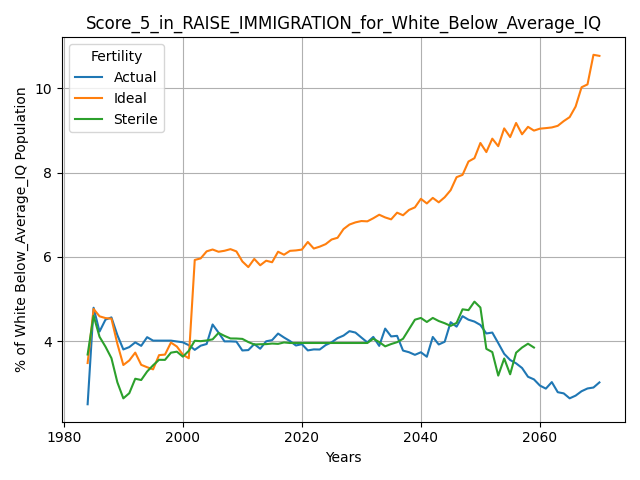 Score_5_in_RAISE_IMMIGRATION_for_White_Below_Average_IQ
% of White Below_Average_IQ Population
Fertility
Actual
Ideal
Sterile
10
8
6
4
1980
2000
2020
2040
2060
Years